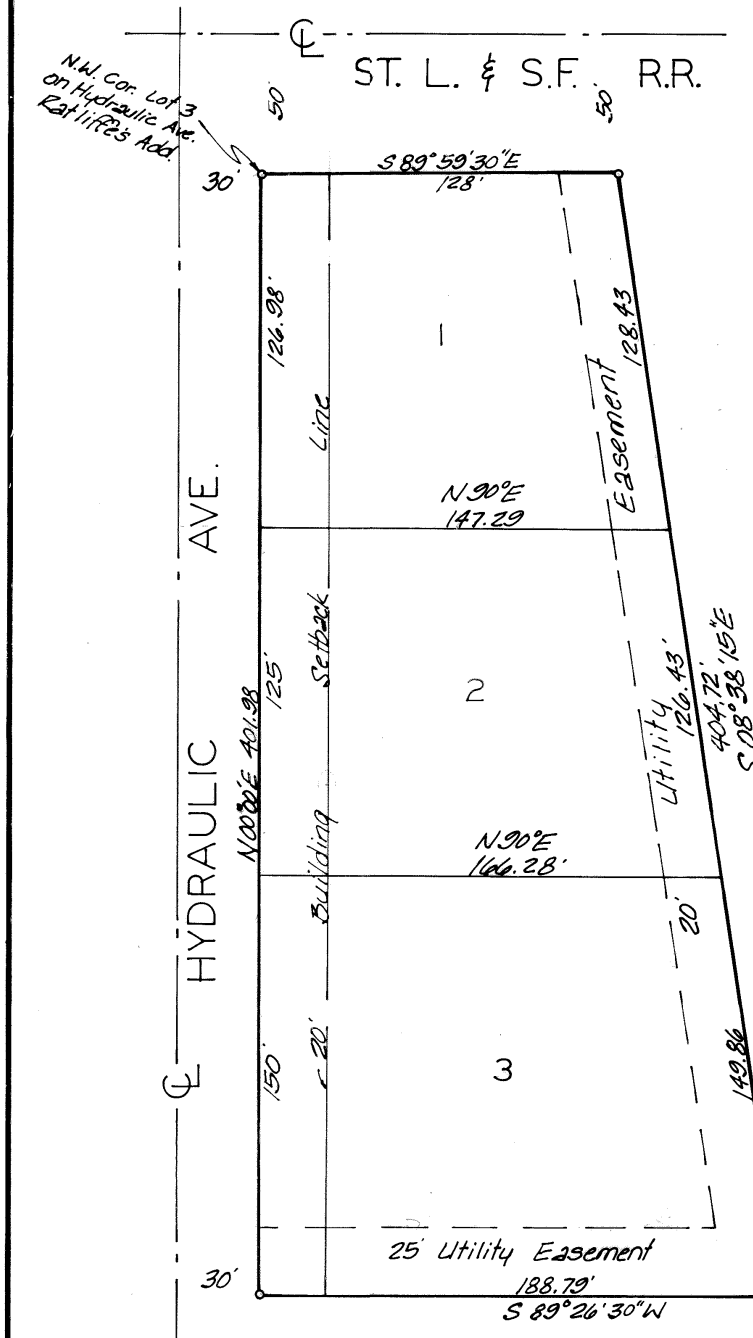 ℄
ST. L. & S.F. R.R.
N.W. Cor. Lot 3
on Hydraulic Ave.
Ratliff's Add.
50'
50'
30'
S 89°59'30"E
128'
126.98'
1
128.43
Line
Easement
AVE.
N 90°E
147.29
Setback
125'
2
126.43'
404.72'
S 08°38'15"E
Utility
N 00°00'E 401.98
HYDRAULIC
Building
N 90°E
166.28'
20'
20'
℄
150'
3
149.86
25' Utility Easement
30'
188.79'
S 89°26'30"W